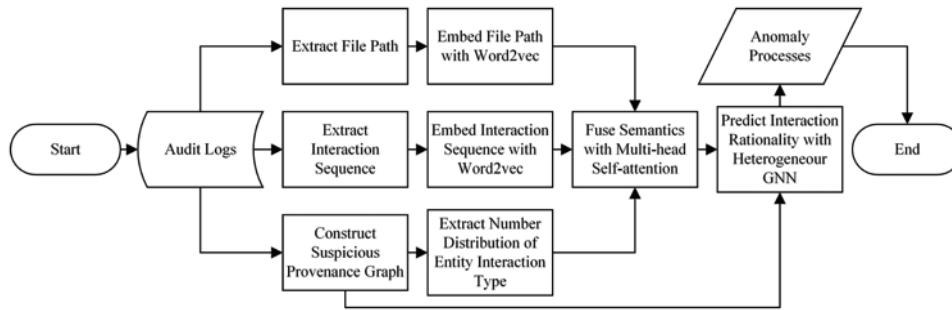 Start
Audit Logs
Extract File Path
Embed File Path
with Word2vec
Extract
Interaction
Sequence
Embed Interaction
Sequence with
Word2vec
Construct
Suspicious
Provenance Graph
Extract Number
Distribution of
Entity Interaction
Type
Fuse Semantics
with Multi-head
Self-attention
Predict Interaction
Rationality with
Heterogeneour
GNN
Anomaly
Processes
End